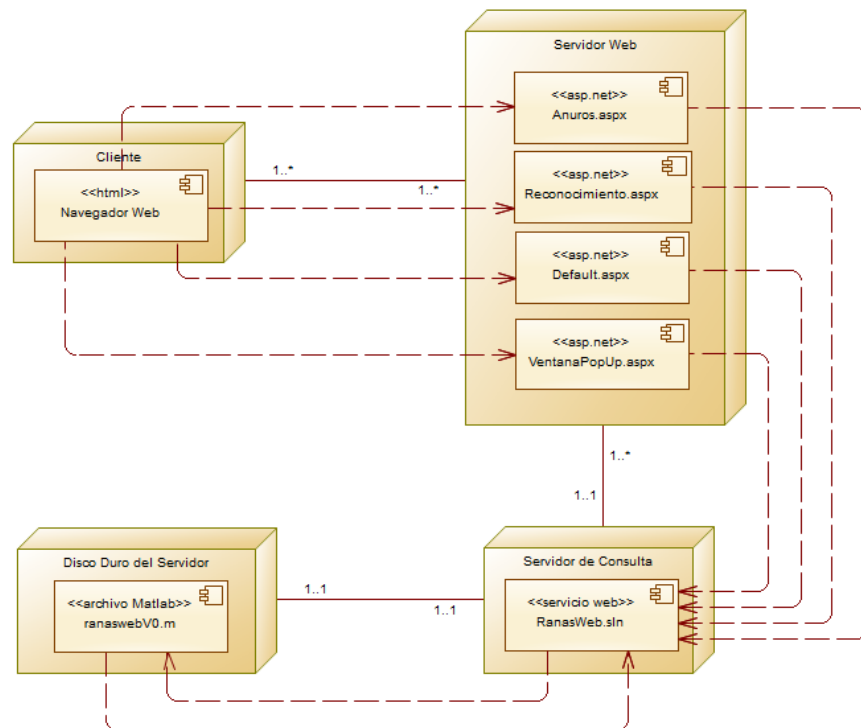 Servidor Web
<<asp.net>>
Anuros.aspx
Cliente
<<html>>
Navegador Web
1..*
1..*
<<asp.net>>
Reconocimiento.aspx
<<asp.net>>
Default.aspx
<<asp.net>>
VentanaPopUp.aspx
1..*
1..1
Disco Duro del Servidor
<<archivo Matlab>>
ranaswebV0.m
1..1
1..1
Servidor de Consulta
<<servicio web>>
RanasWeb.sln